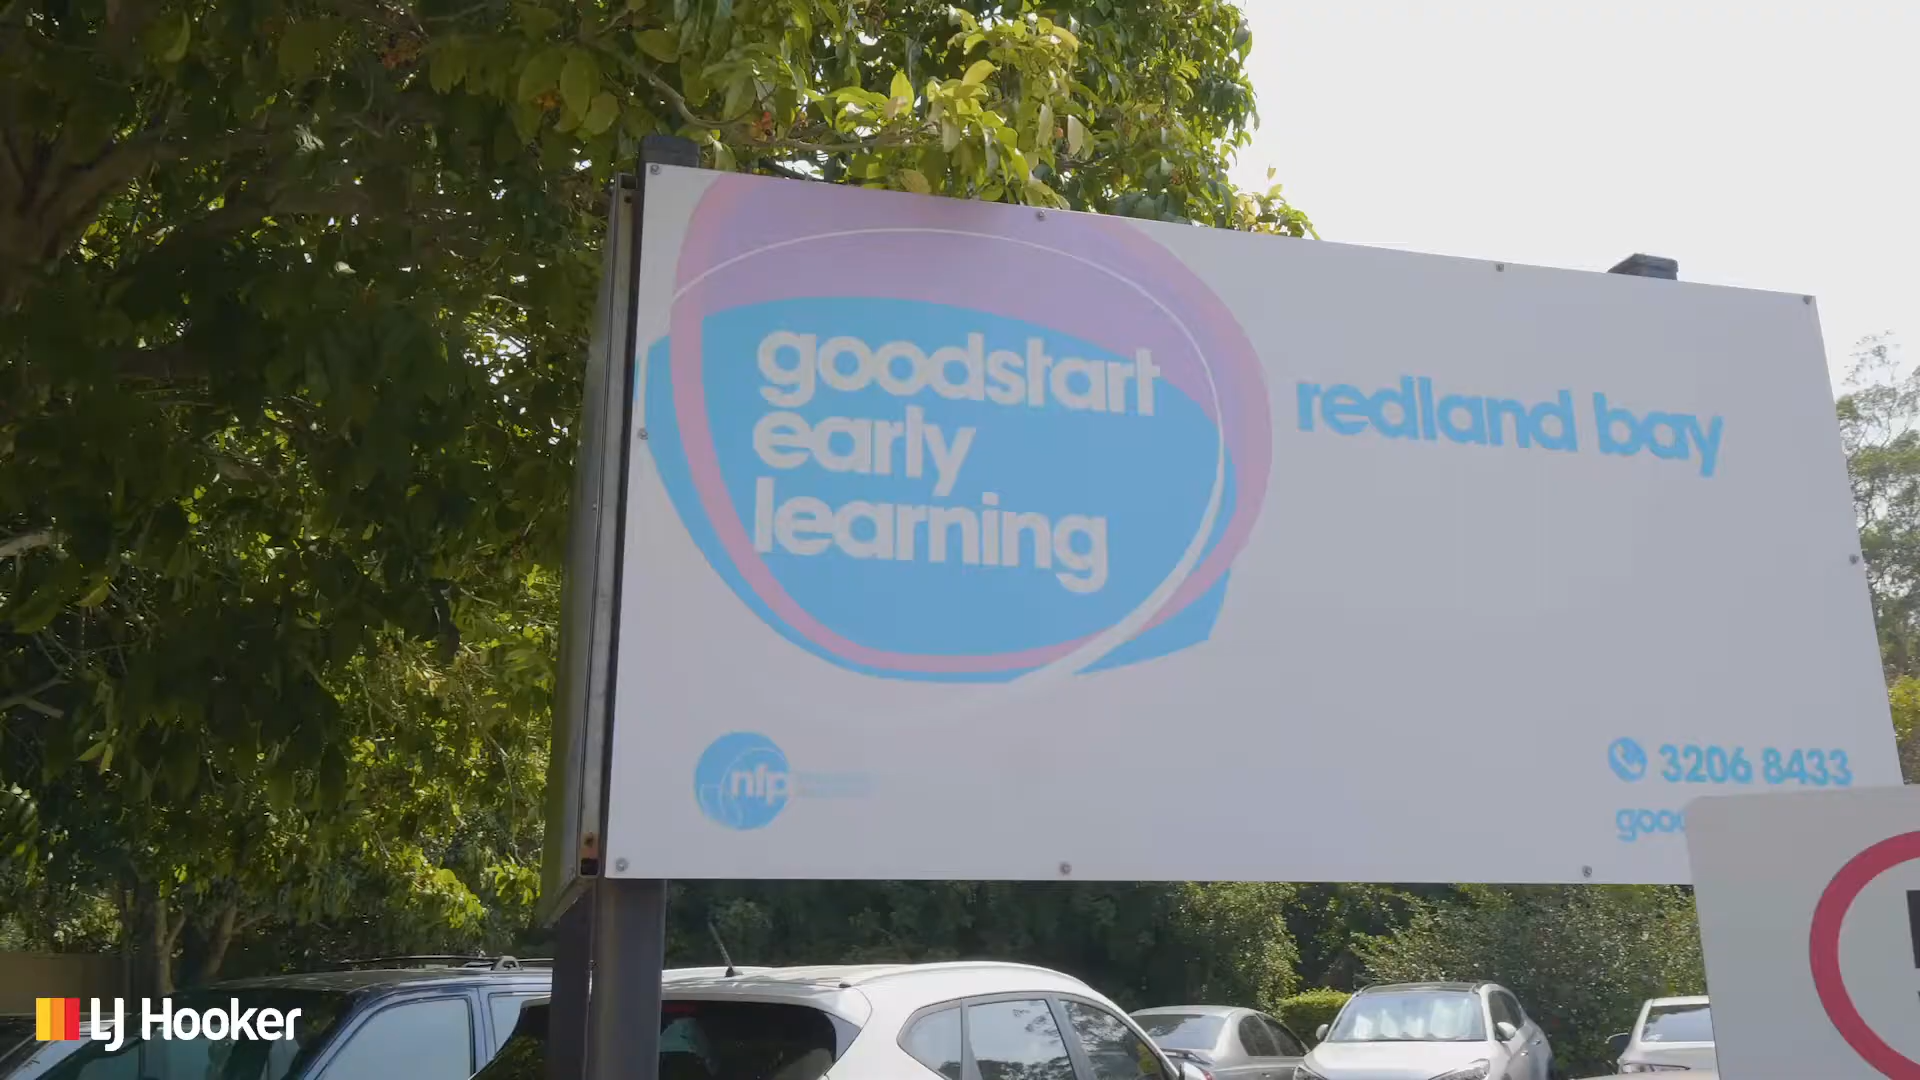 goodstart
early
learning
redland bay
nfp
3206 8433
LJ Hooker